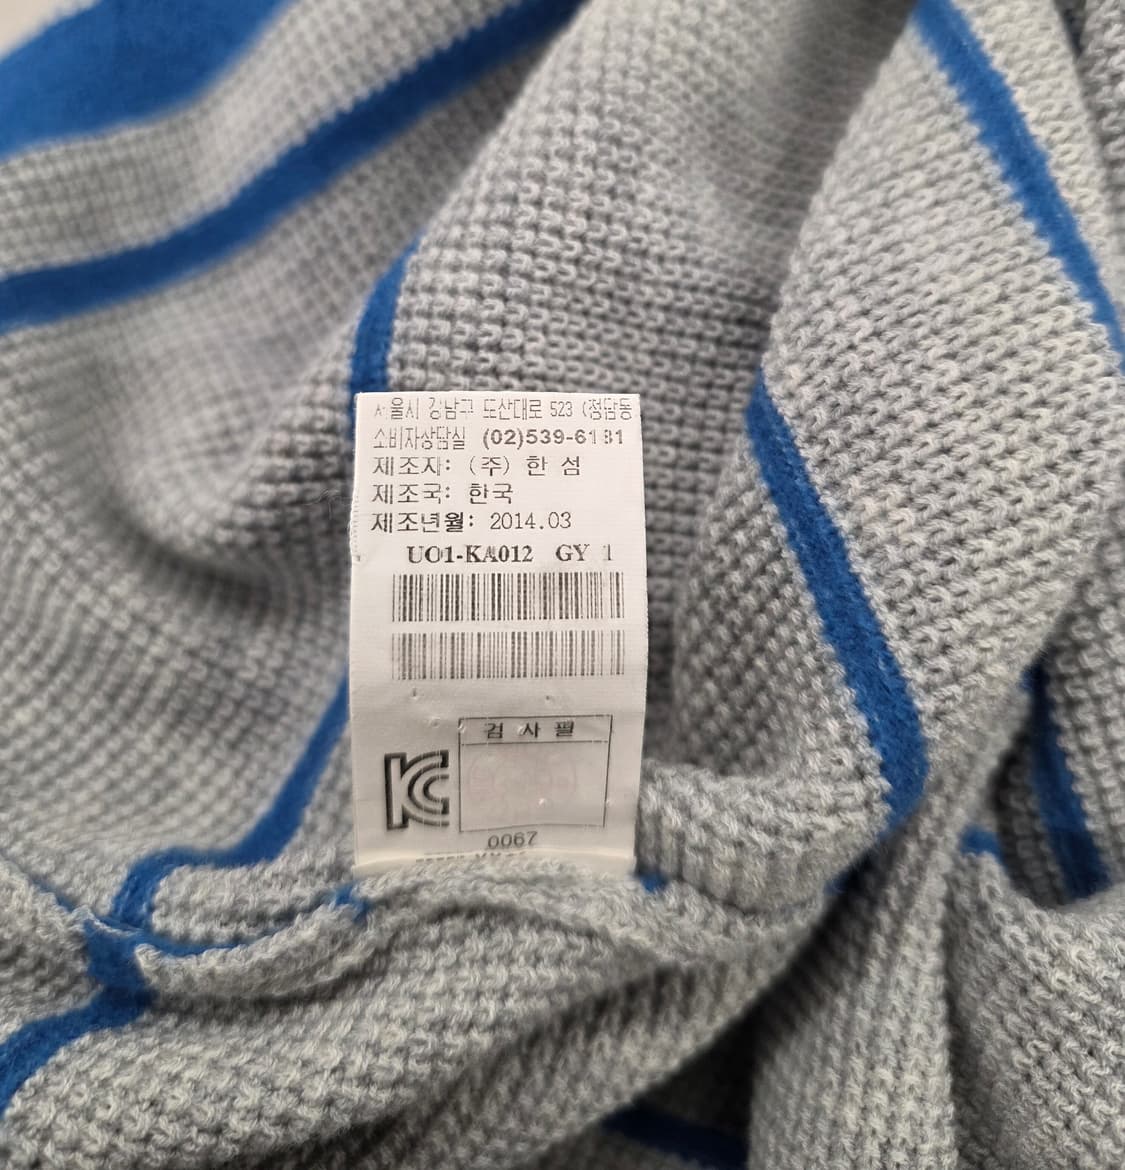 서울시 강남구 도산대로 523 (청담동
소비자상담실 (02)539-6181
제조자: (주) 한 섬
제조국: 한국
제조년월: 2014.03
UO1-KA012 GY 1
검 사 필
KC
0067